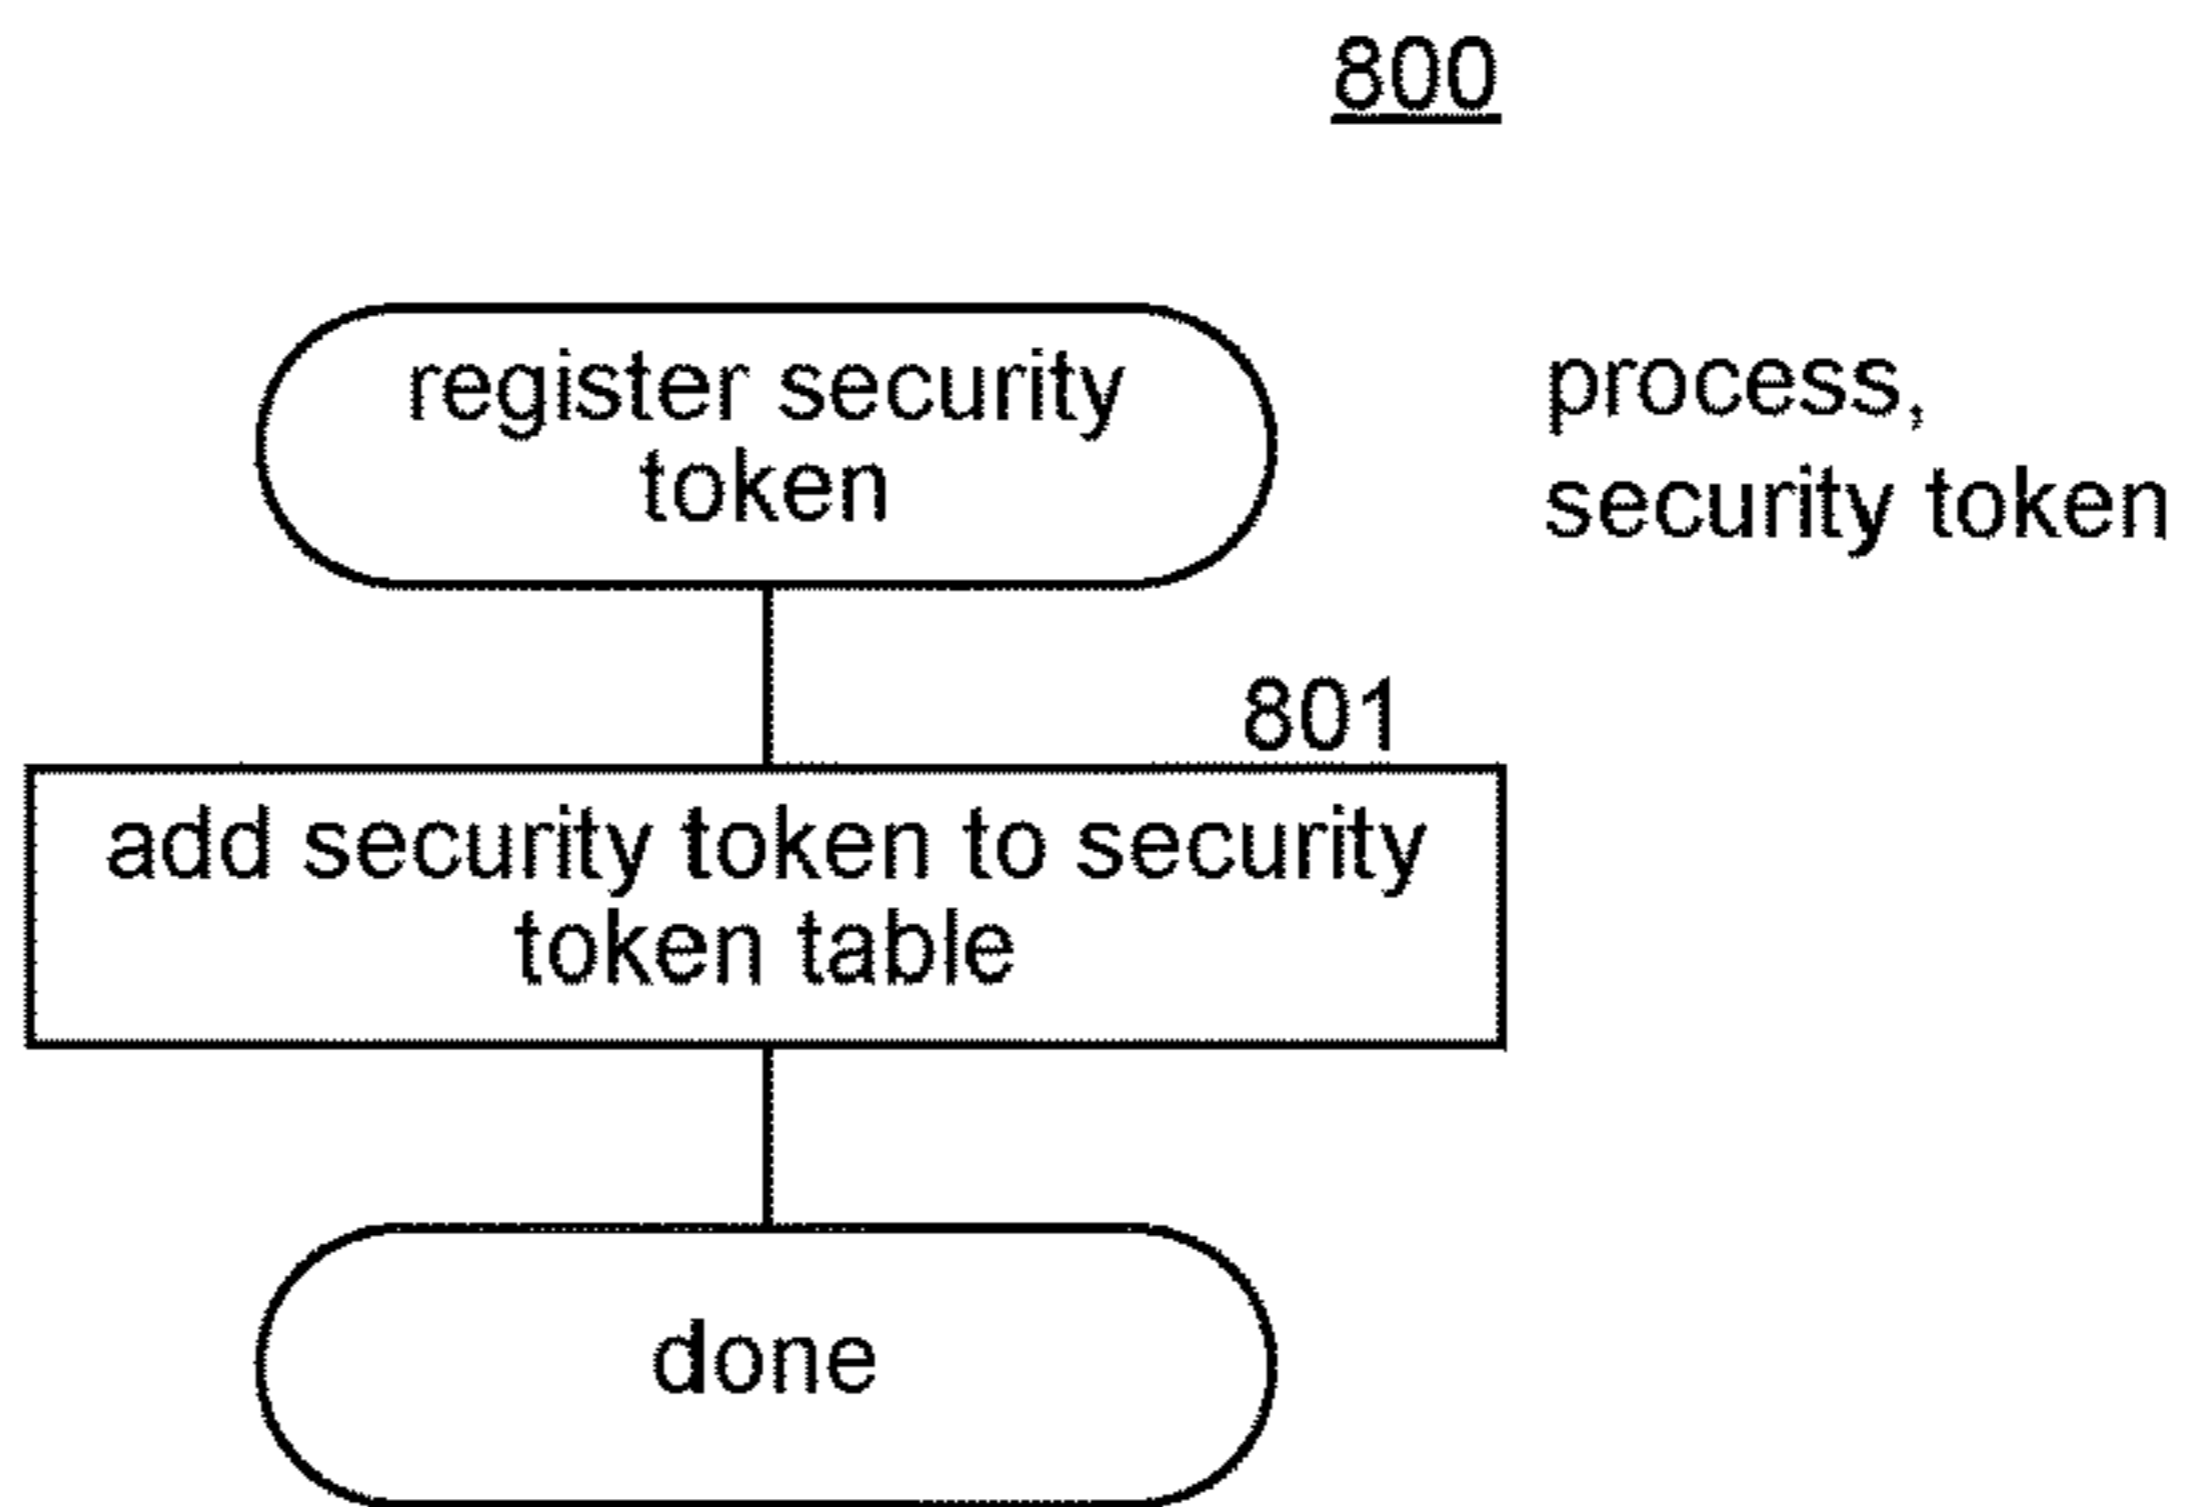 800
register security
token
process,
security token
801
add security token to security
token table
done